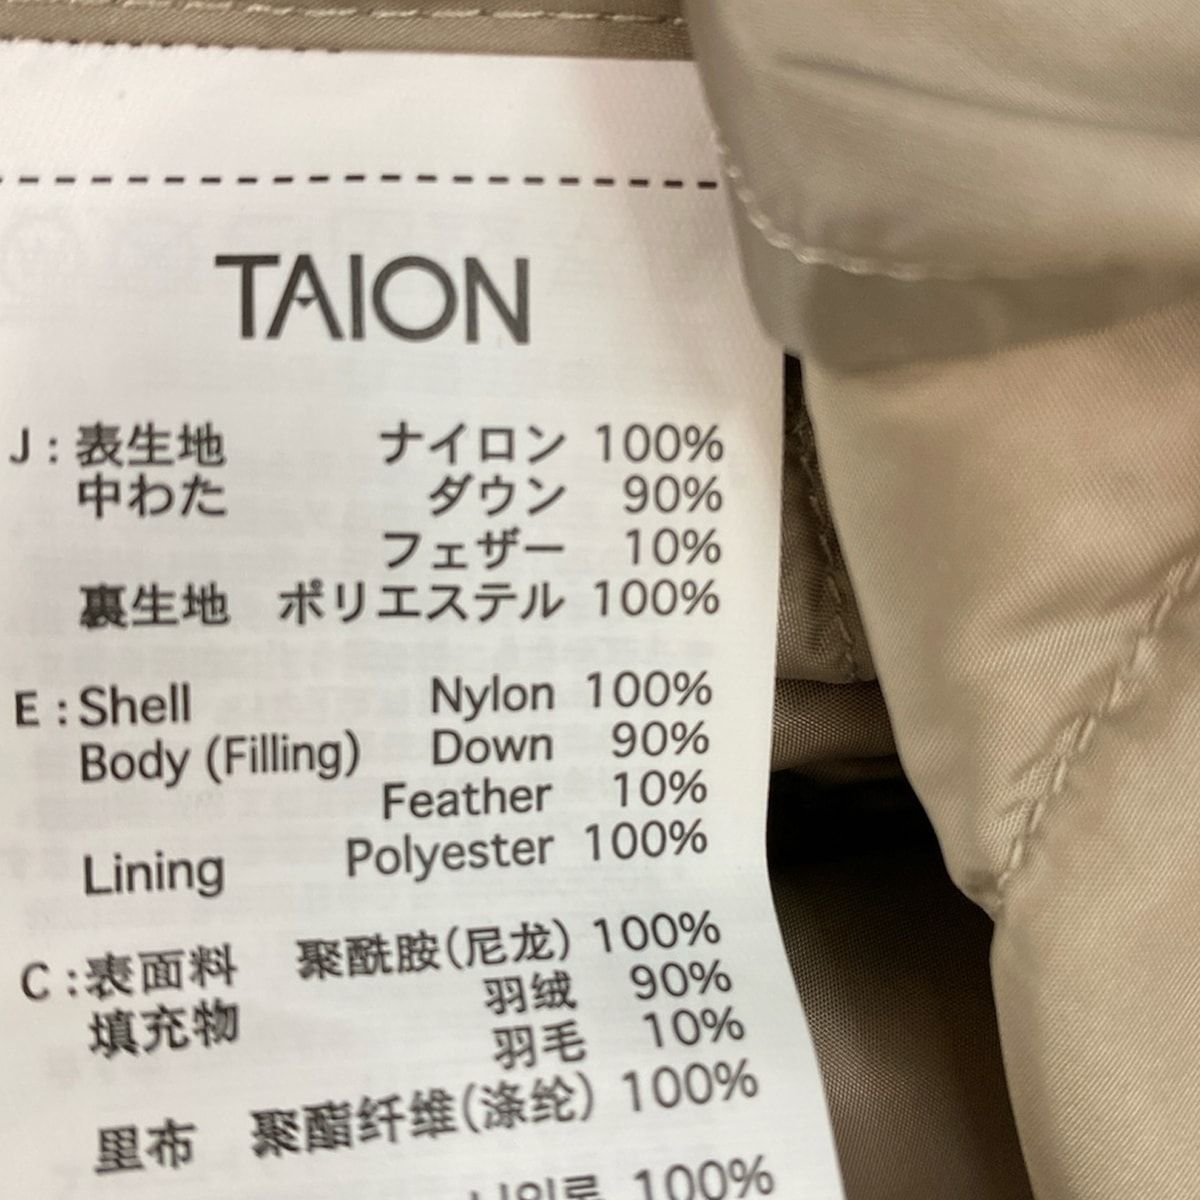 TAION
J : 表生地 ナイロン 100%
中わた ダウン 90%
フェザー 10%
裏生地 ポリエステル 100%
E : Shell Nylon 100%
Body (Filling) Down 90%
Feather 10%
Lining Polyester 100%
C : 表面料 聚酰胺(尼龙) 100%
填充物 羽绒 90%
羽毛 10%
里布 聚酯纤维(涤纶) 100%
100%